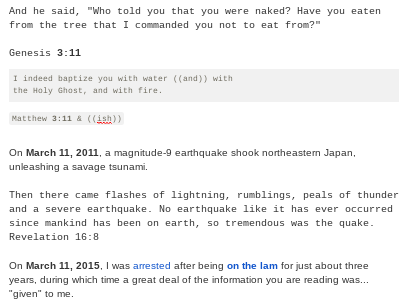 And he said, "Who told you that you were naked? Have you eaten
from the tree that I commanded you not to eat from?"
Genesis 3:11
I indeed baptize you with water ((and)) with
the Holy Ghost, and with fire.
Matthew 3:11 & ((ish))
On March 11, 2011, a magnitude-9 earthquake shook northeastern Japan,
unleashing a savage tsunami.
Then there came flashes of lightning, rumblings, peals of thunder
and a severe earthquake. No earthquake like it has ever occurred
since mankind has been on earth, so tremendous was the quake.
Revelation 16:8
On March 11, 2015, I was arrested after being on the lam for just about three
years, during which time a great deal of the information you are reading was...
"given" to me.